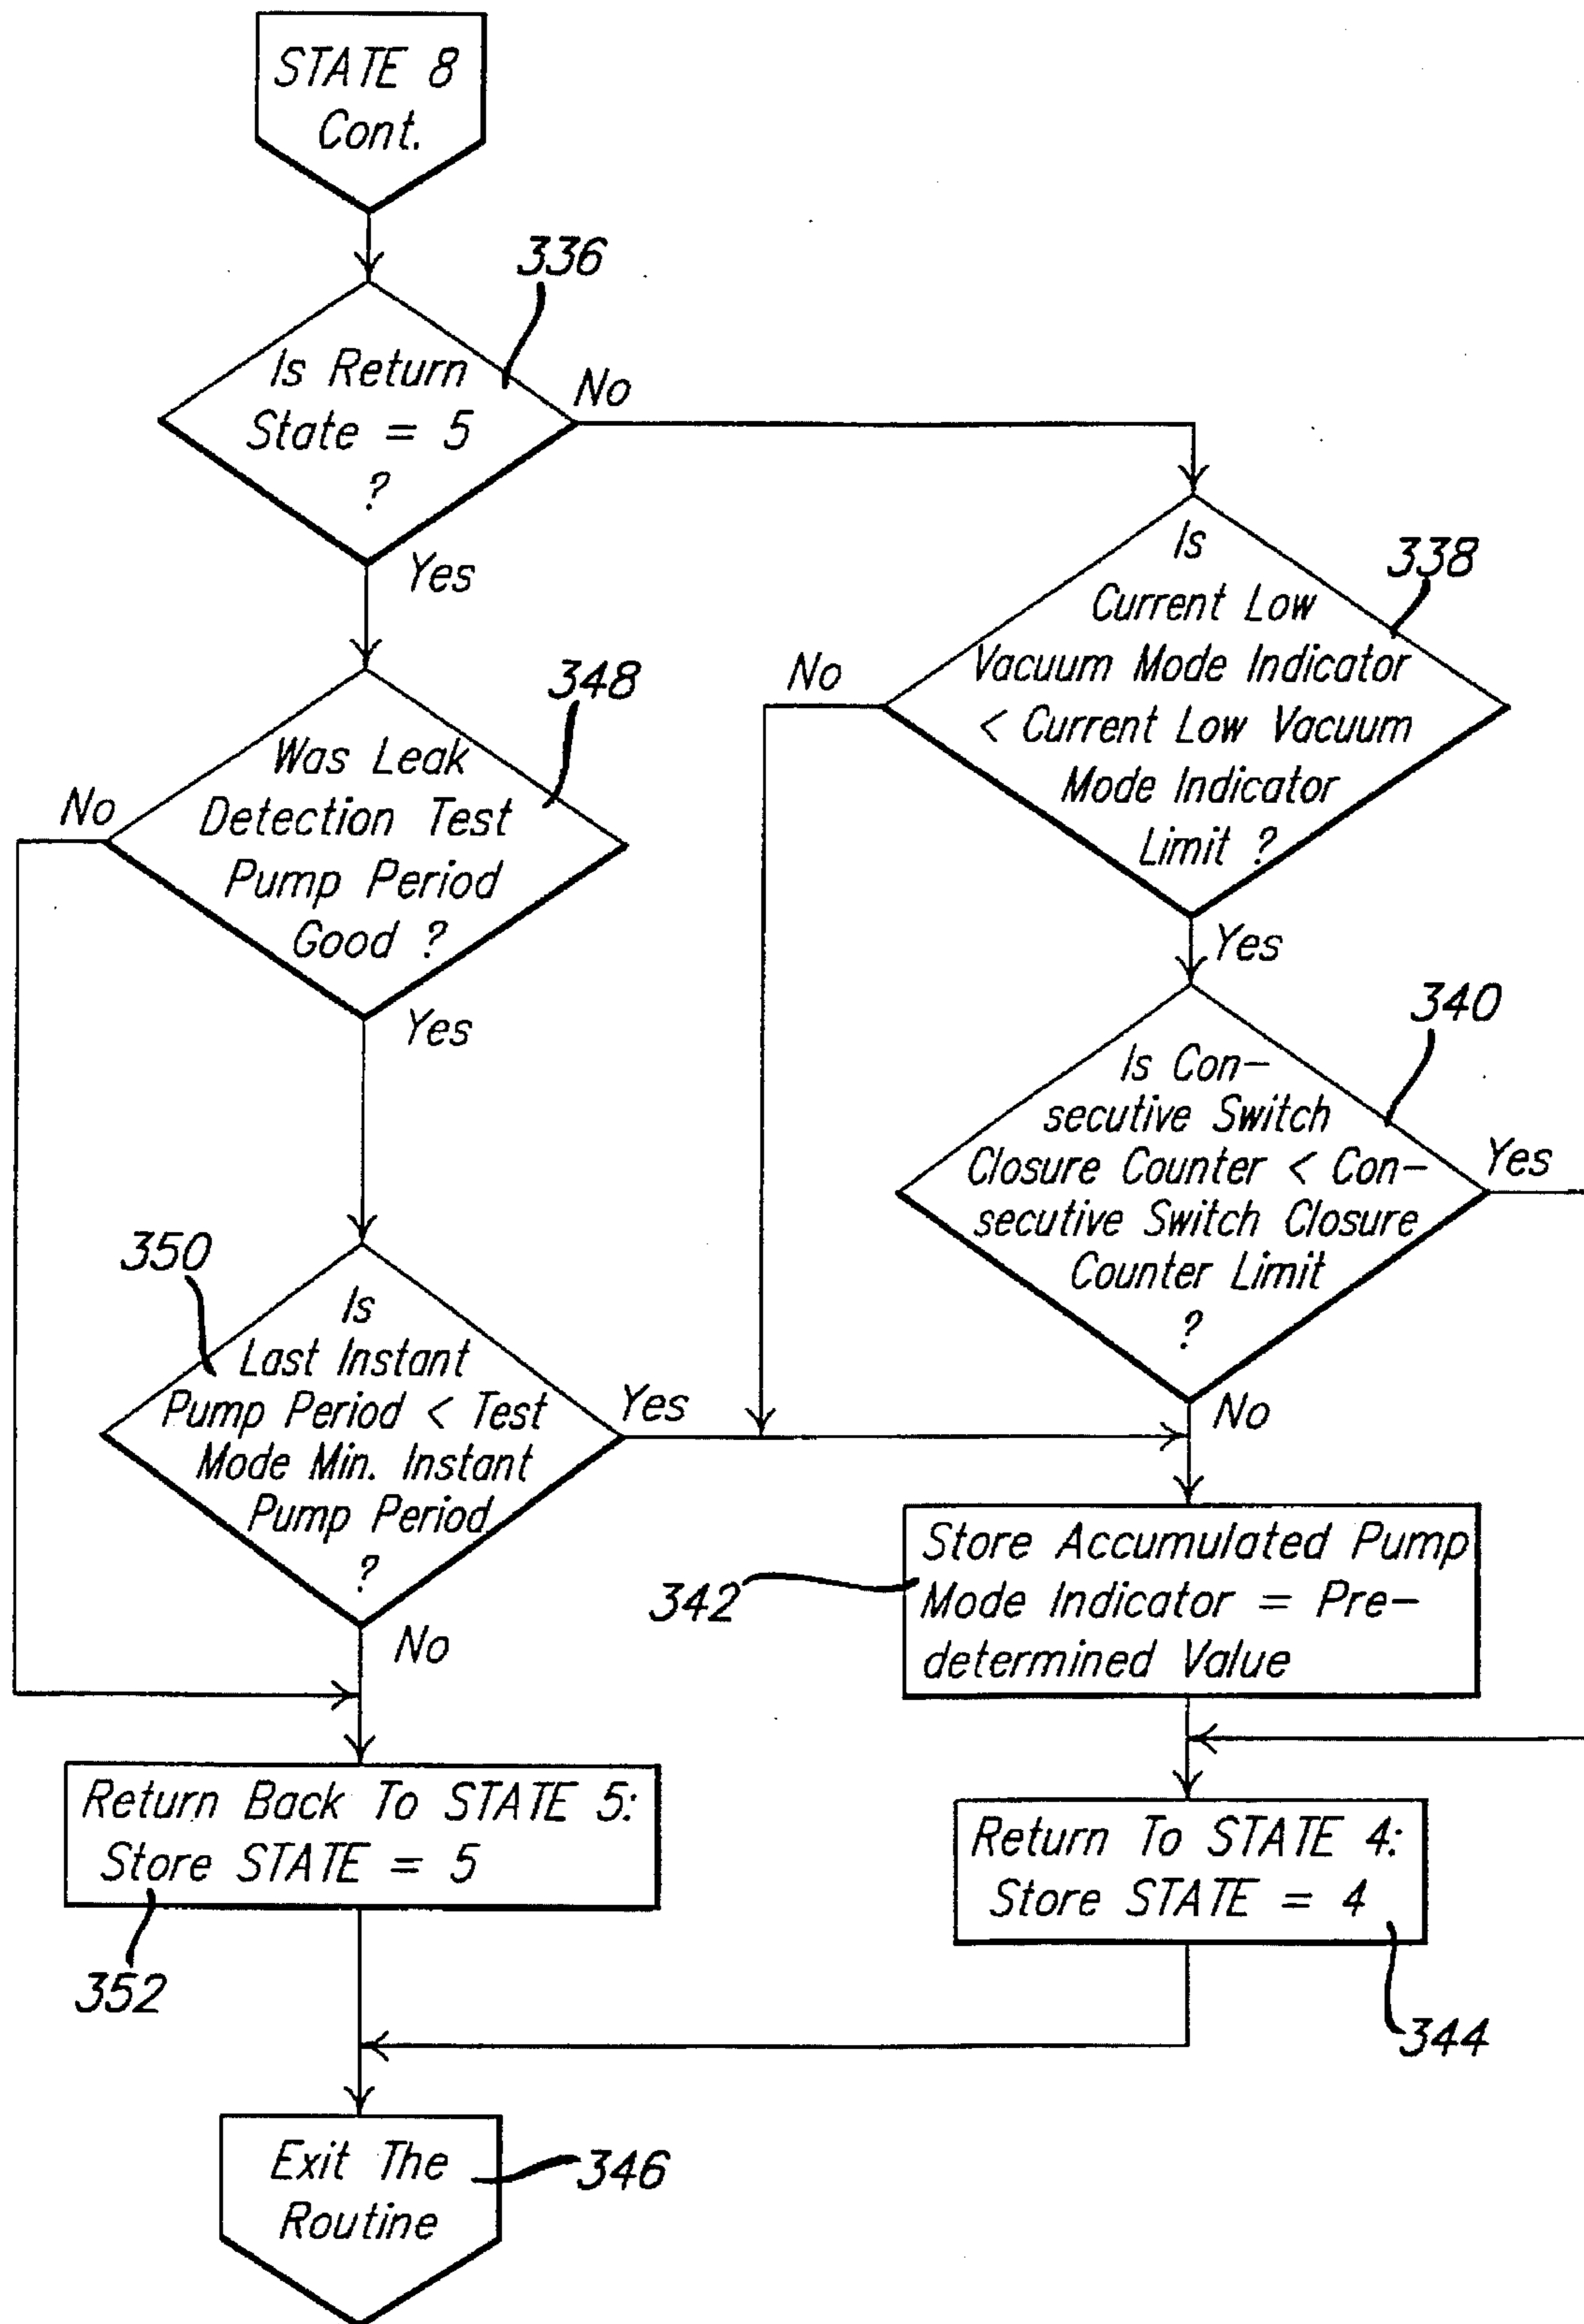 STATE 8
Cont.
336
Is Return
State = 5
?
No
Yes
Is
Current Low
Vacuum Mode Indicator
< Current Low Vacuum
Mode Indicator
Limit ?
338
No
Yes
348
Was Leak
Detection Test
Pump Period
Good ?
No
Yes
340
Is Con-
secutive Switch
Closure Counter < Con-
secutive Switch Closure
Counter Limit
?
Yes
No
350
Is
Last Instant
Pump Period < Test
Mode Min. Instant
Pump Period
?
Yes
No
342
Store Accumulated Pump
Mode Indicator = Pre-
determined Value
Return Back To STATE 5:
Store STATE = 5
352
Return To STATE 4:
Store STATE = 4
344
Exit The
Routine
346